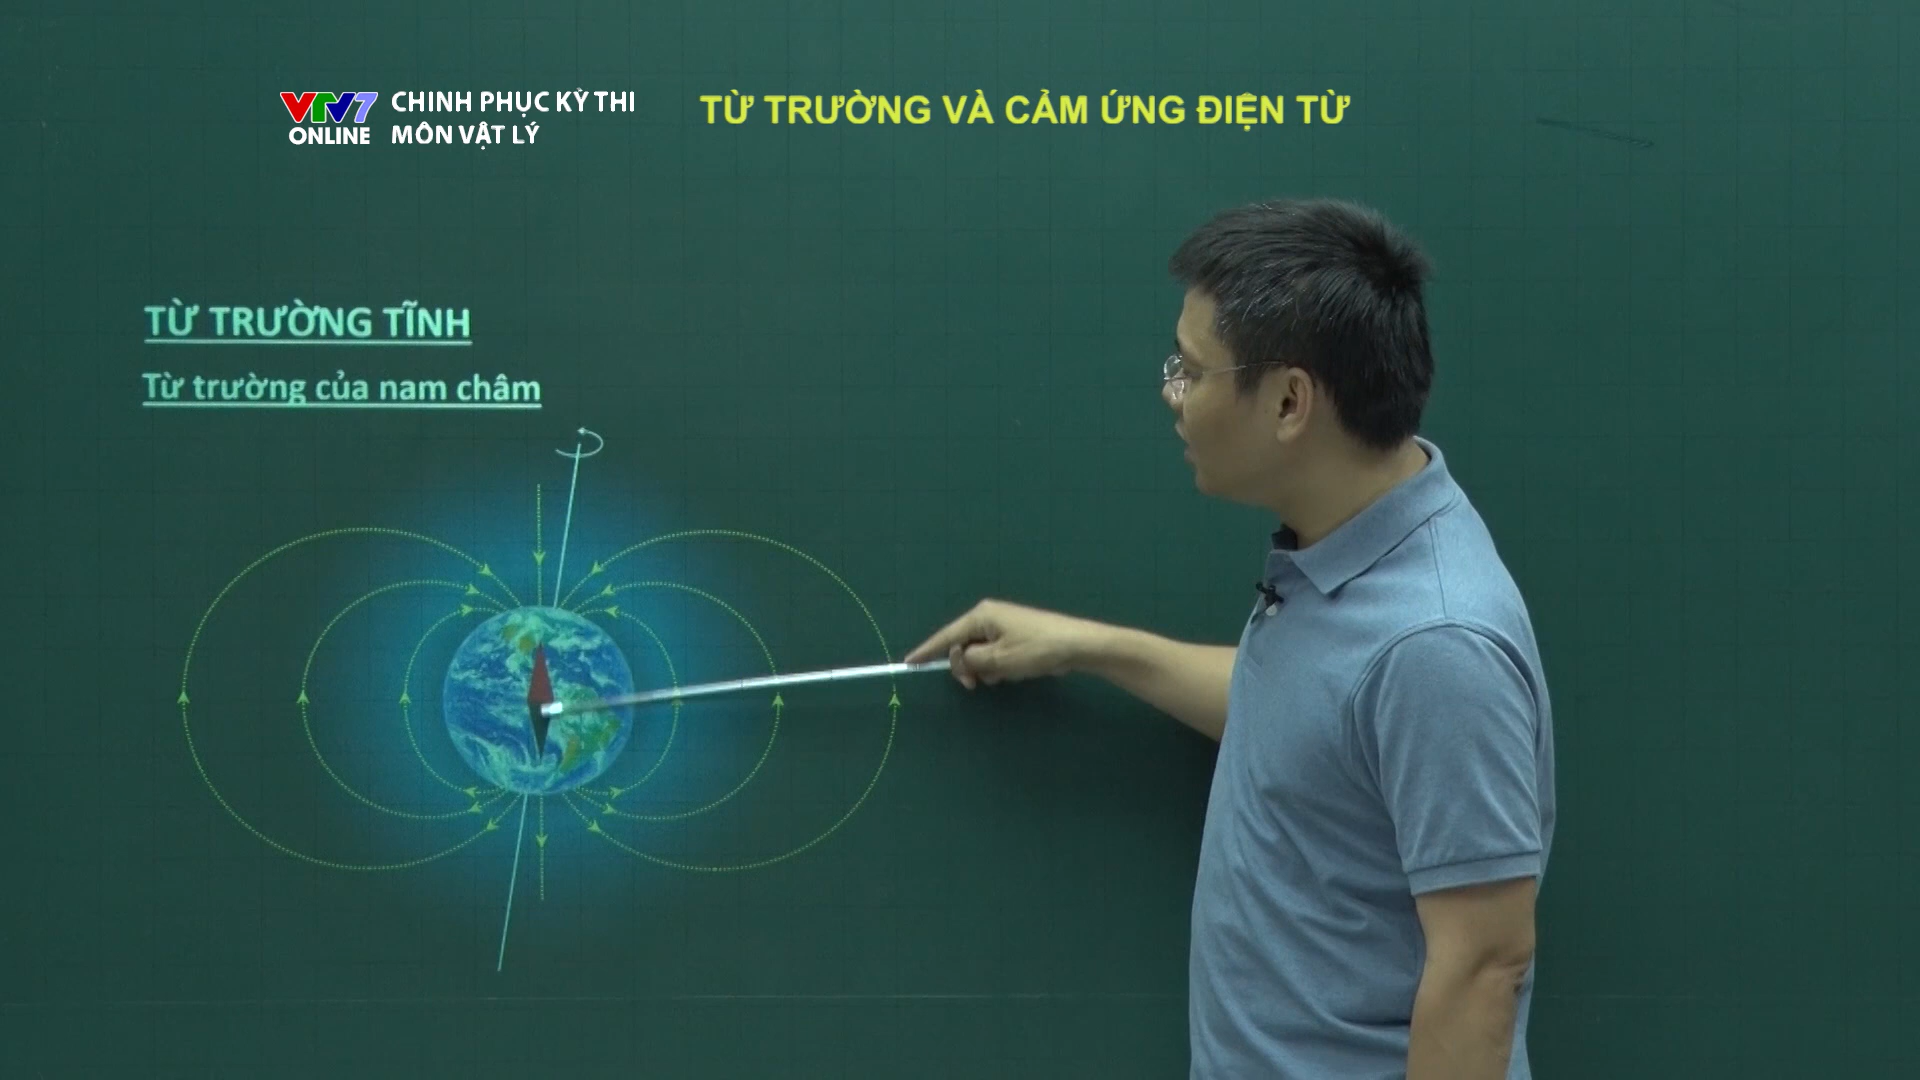 VTV7
ONLINE
CHINH PHỤC KỲ THI
MÔN VẬT LÝ
TỪ TRƯỜNG VÀ CẢM ỨNG ĐIỆN TỪ
TỪ TRƯỜNG TĨNH
Từ trường của nam châm